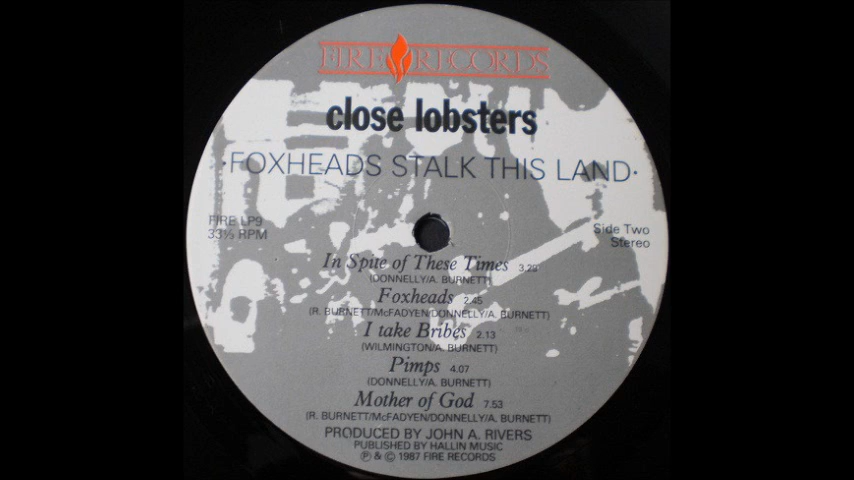 FIRE RECORDS
close lobsters
·FOXHEADS STALK THIS LAND·
FIRE LP9
33⅓ RPM
Side Two
Stereo
In Spite of These Times 3.29
(DONNELLY/A. BURNETT)
Foxheads 2.45
(R. BURNETT/McFADYEN/DONNELLY/A. BURNETT)
I take Bribes 2.13
(WILMINGTON/A. BURNETT)
Pimps 4.07
(DONNELLY/A. BURNETT)
Mother of God 7.53
(R. BURNETT/McFADYEN/DONNELLY/A. BURNETT)
PRODUCED BY JOHN A. RIVERS
PUBLISHED BY HALLIN MUSIC
℗ & © 1987 FIRE RECORDS